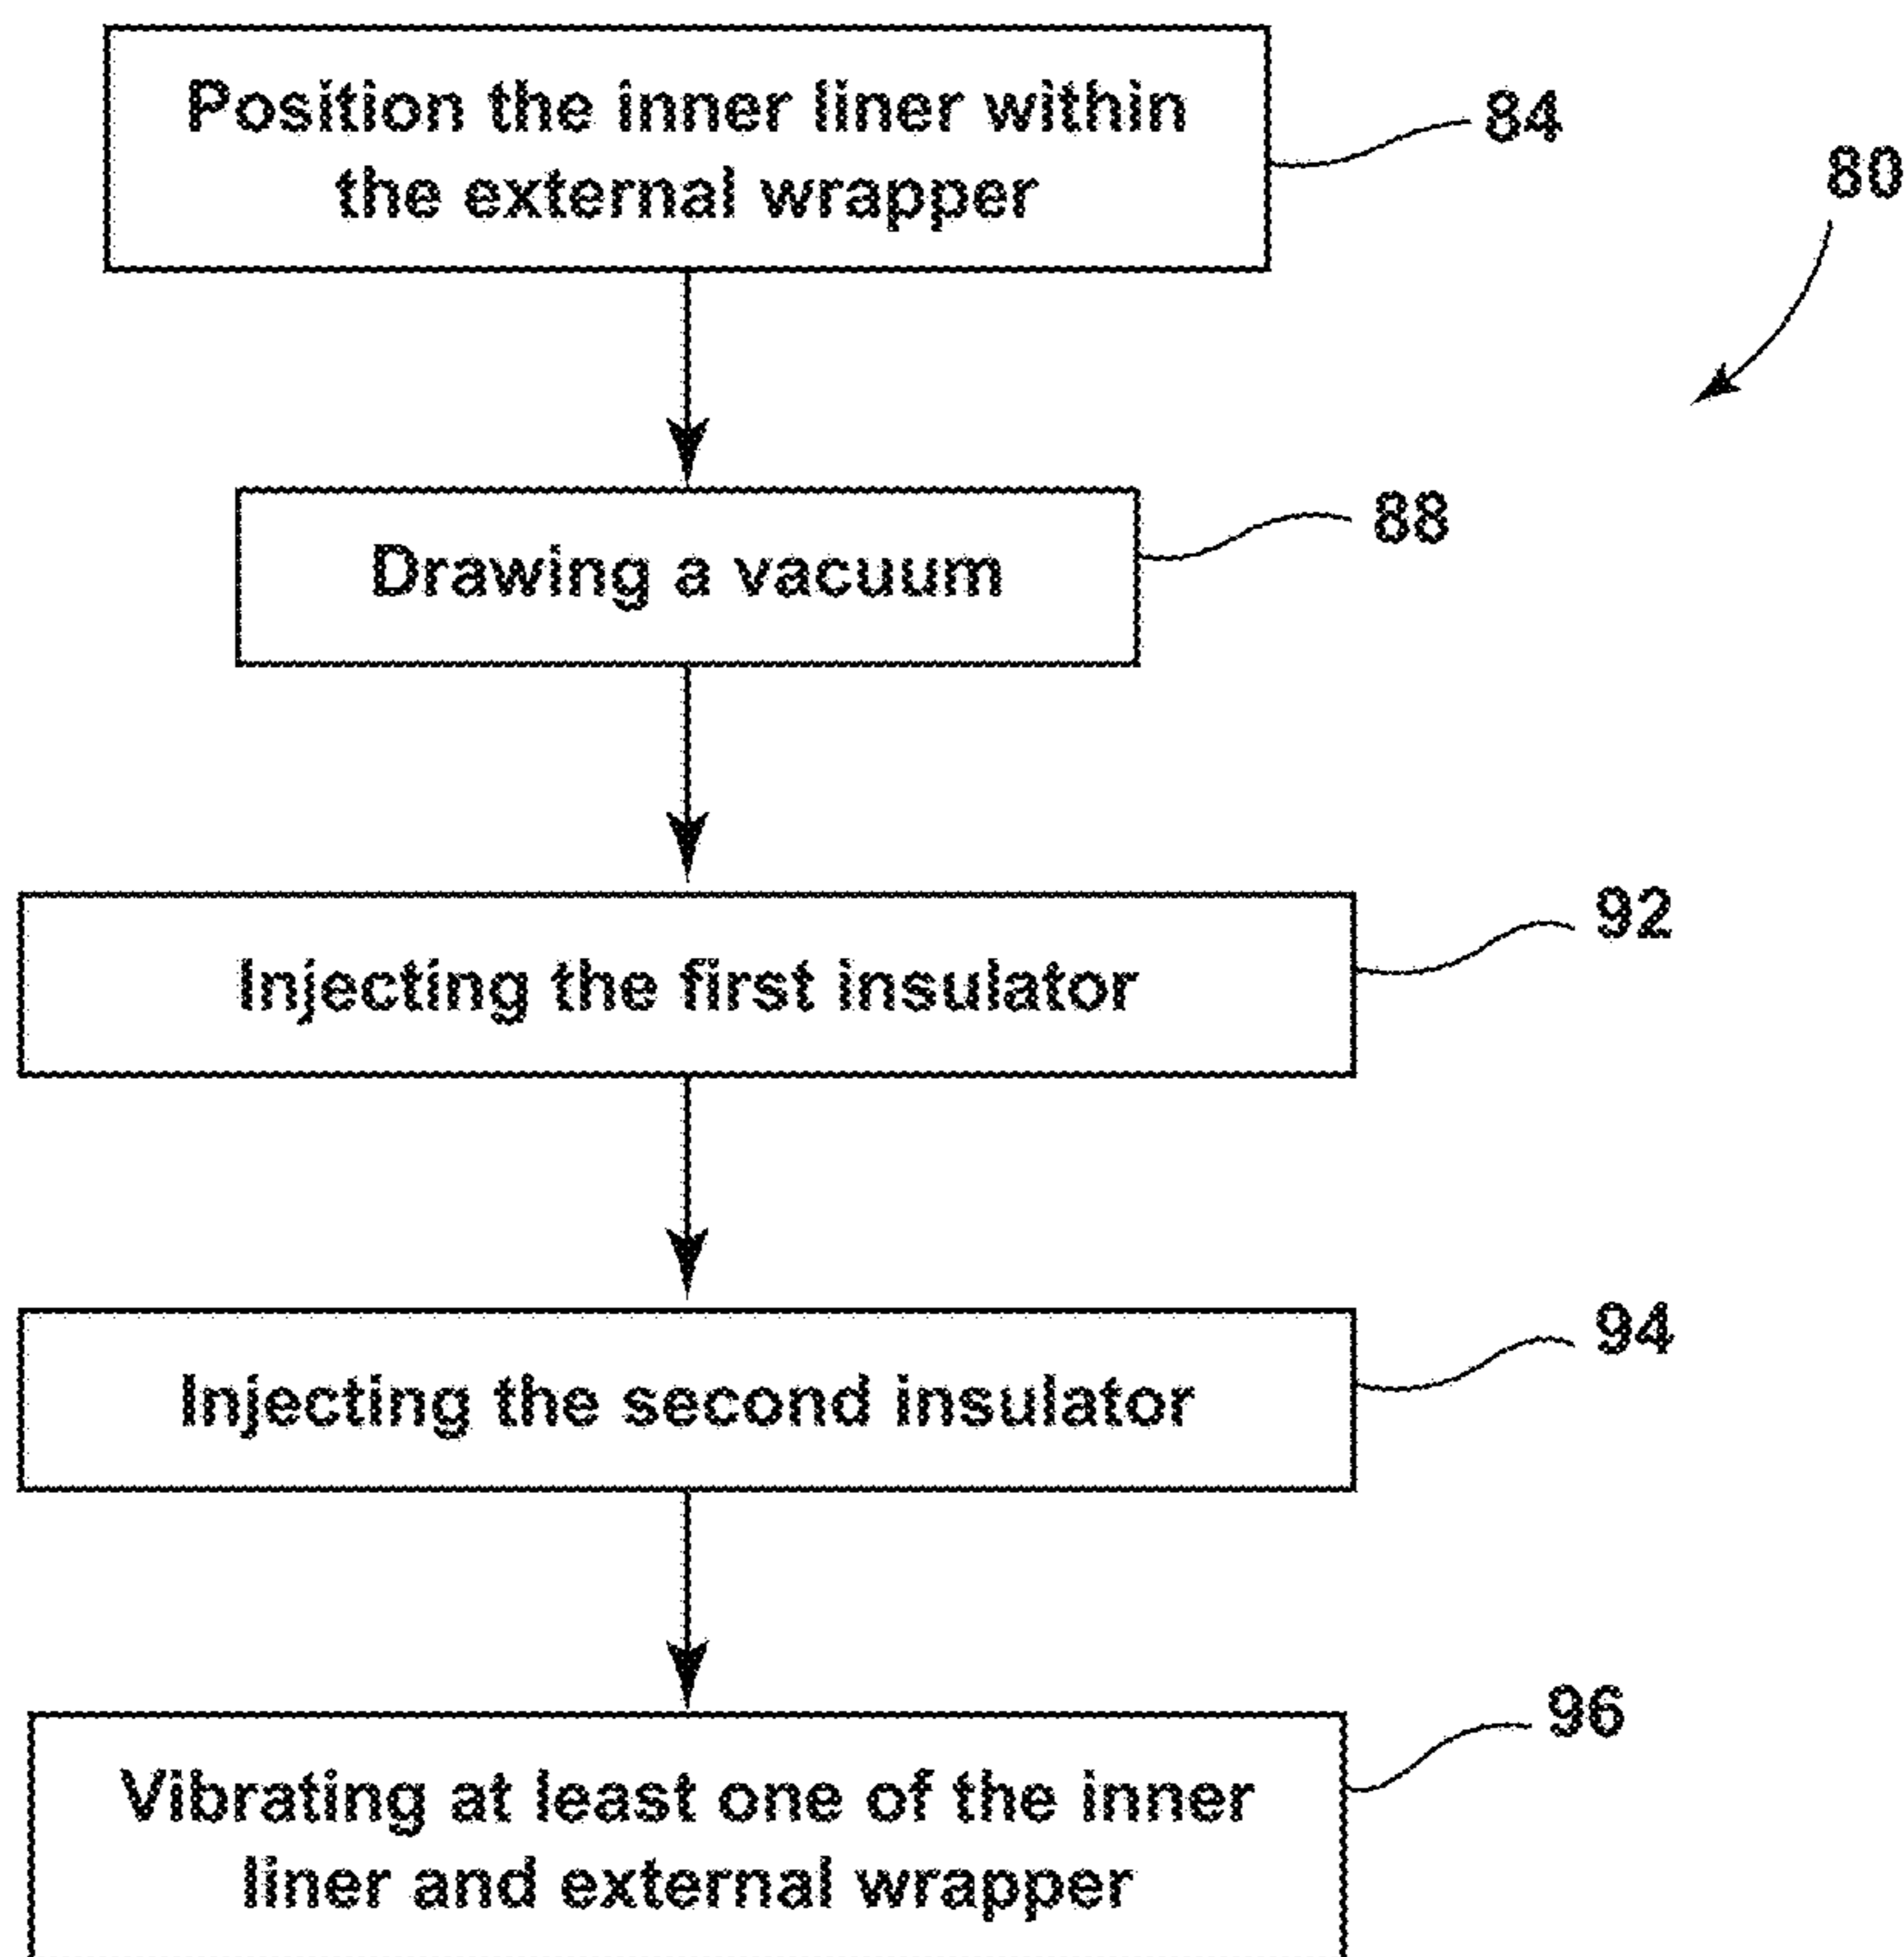 Position the inner liner within
the external wrapper
84
80
Drawing a vacuum
88
Injecting the first insulator
92
Injecting the second insulator
94
Vibrating at least one of the inner
liner and external wrapper
96